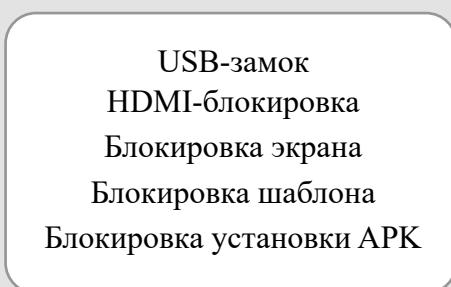 USB-замок
HDMI-блокировка
Блокировка экрана
Блокировка шаблона
Блокировка установки APK